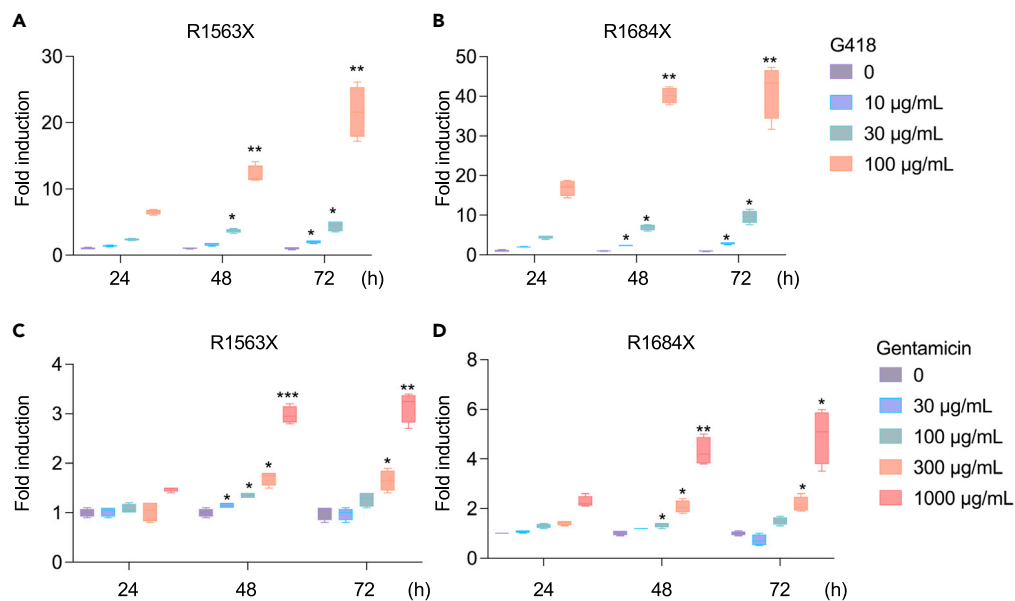 A
R1563X
Fold induction
30
20
10
0
**
**
*
*
*
24
48
72
(h)
B
R1684X
Fold induction
50
40
30
20
10
0
**
**
*
*
*
*
24
48
72
(h)
G418
0
10 µg/mL
30 µg/mL
100 µg/mL
C
R1563X
Fold induction
4
3
2
1
0
***
**
*
*
*
*
24
48
72
(h)
D
R1684X
Fold induction
8
6
4
2
0
*
**
*
*
*
24
48
72
(h)
Gentamicin
0
30 µg/mL
100 µg/mL
300 µg/mL
1000 µg/mL